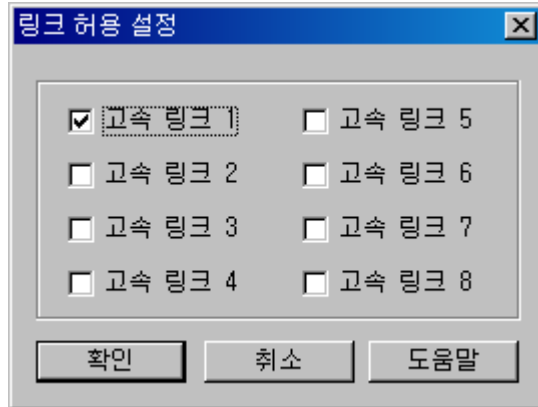 링크 허용 설정
고속 링크 1 고속 링크 5
고속 링크 2 고속 링크 6
고속 링크 3 고속 링크 7
고속 링크 4 고속 링크 8
확인 취소 도움말